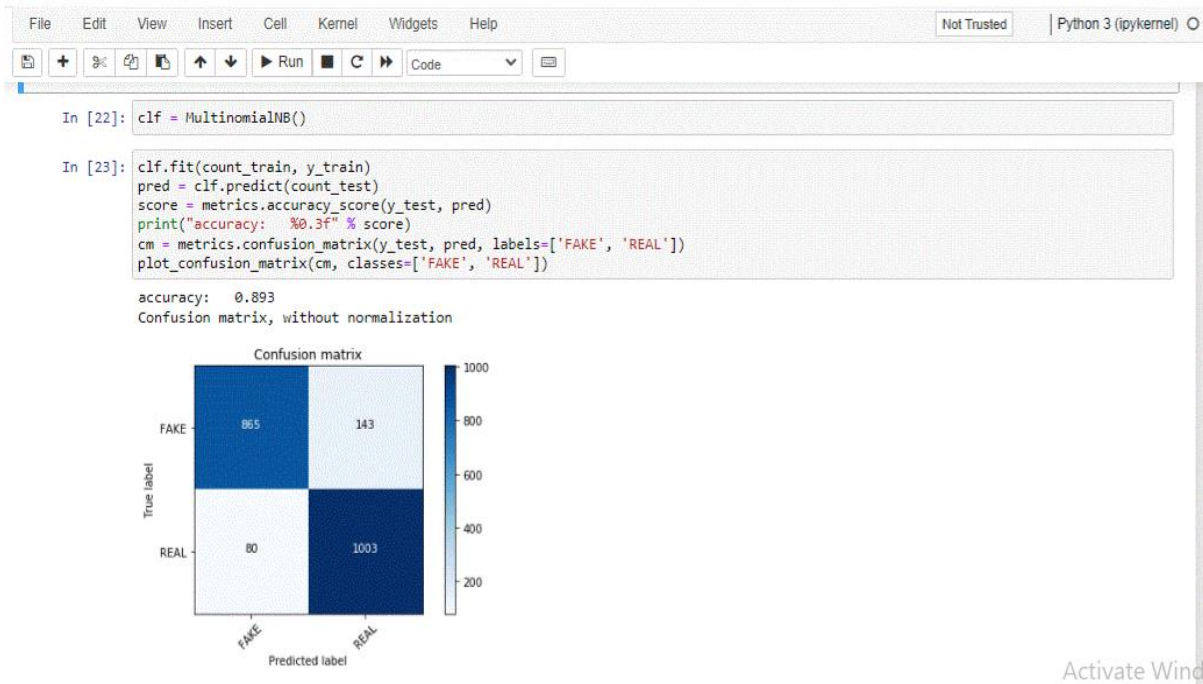 File Edit View Insert Cell Kernel Widgets Help Not Trusted Python 3 (ipykernel)
Run Code
In [22]: clf = MultinomialNB()
In [23]: clf.fit(count_train, y_train)
pred = clf.predict(count_test)
score = metrics.accuracy_score(y_test, pred)
print("accuracy:   %0.3f" % score)
cm = metrics.confusion_matrix(y_test, pred, labels=['FAKE', 'REAL'])
plot_confusion_matrix(cm, classes=['FAKE', 'REAL'])
accuracy:   0.893
Confusion matrix, without normalization
Confusion matrix
1000
FAKE 865 143
800
600
True label
400
REAL 80 1003
200
FAKE REAL
Predicted label
Activate Wind